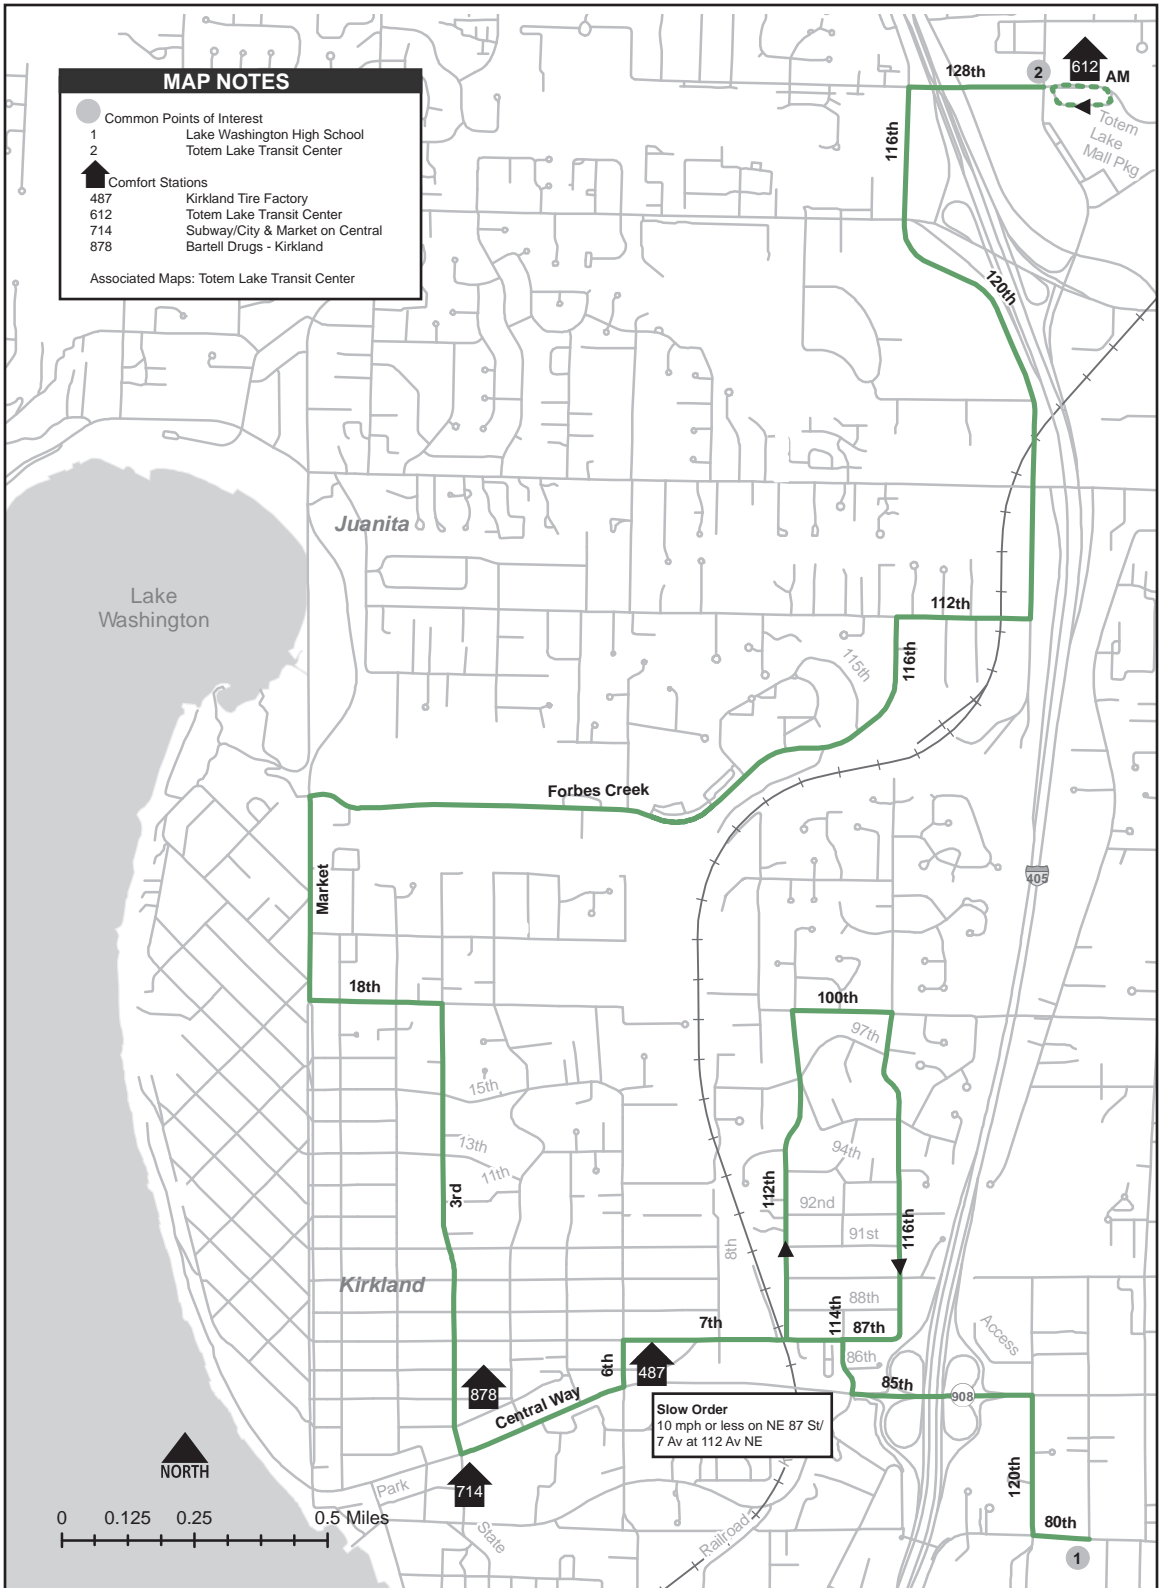 MAP NOTES
Common Points of Interest
1 Lake Washington High School
2 Totem Lake Transit Center
Comfort Stations
487 Kirkland Tire Factory
612 Totem Lake Transit Center
714 Subway/City & Market on Central
878 Bartell Drugs - Kirkland
Associated Maps: Totem Lake Transit Center
128th
2
612
AM
Totem
Lake
Mall Pkg
116th
120th
Juanita
Lake
Washington
112th
116th
115th
Forbes Creek
405
Market
18th
100th
97th
15th
13th
11th
94th
3rd
112th
92nd
91st
116th
8th
Kirkland
88th
114th
87th
7th
Access
6th
86th
487
85th
908
878
Central Way
Slow Order
10 mph or less on NE 87 St/
7 Av at 112 Av NE
NORTH
Park
714
120th
0 0.125 0.25 0.5 Miles
State
Railroad
80th
1